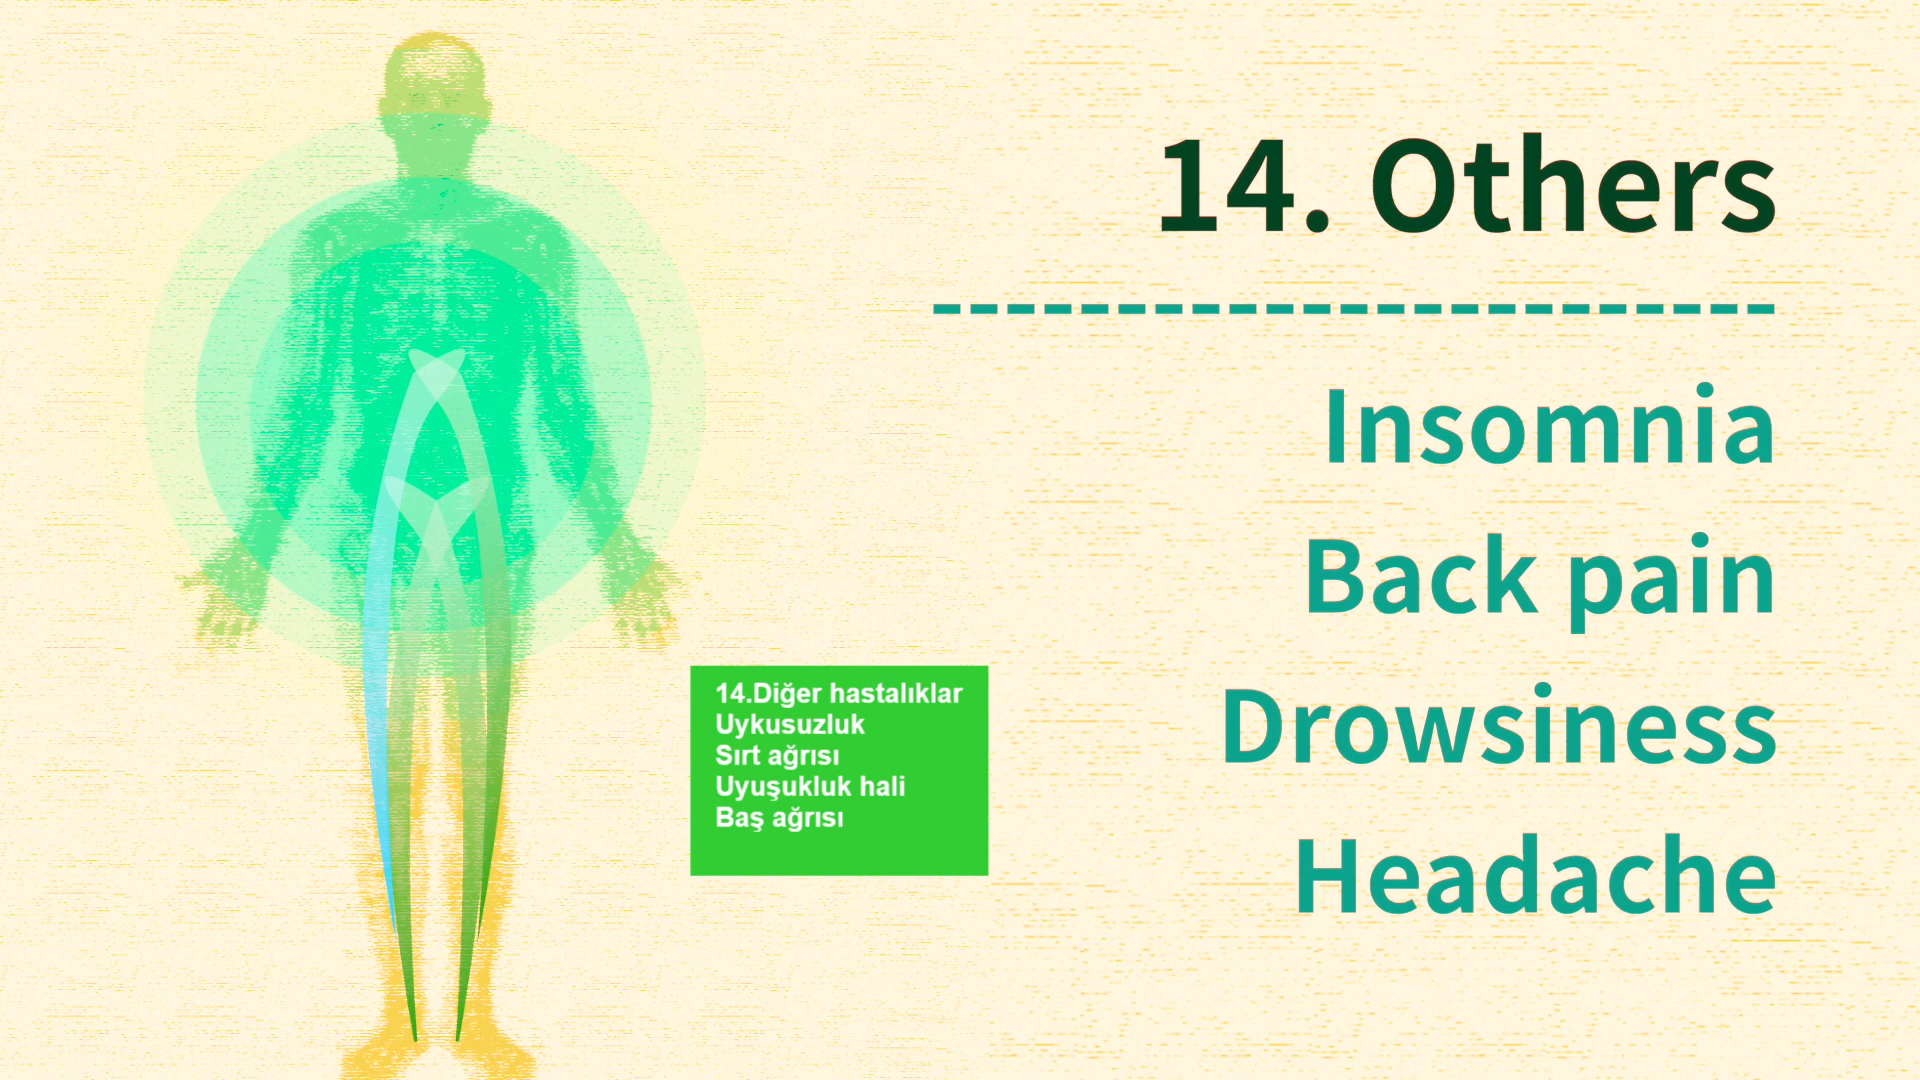 14. Others
Insomnia
Back pain
Drowsiness
Headache
14.Diğer hastalıklar
Uykusuzluk
Sırt ağrısı
Uyuşukluk hali
Baş ağrısı